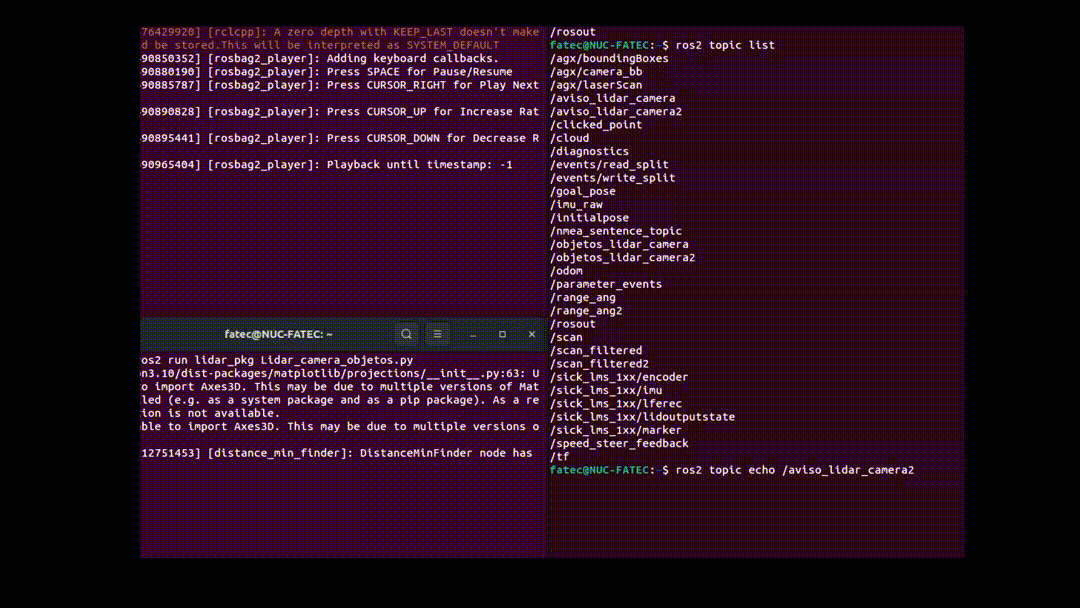 76429920] [rclcpp]: A zero depth with KEEP_LAST doesn't make
d be stored.This will be interpreted as SYSTEM_DEFAULT
90850352] [rosbag2_player]: Adding keyboard callbacks.
90880190] [rosbag2_player]: Press SPACE for Pause/Resume
90885787] [rosbag2_player]: Press CURSOR_RIGHT for Play Next
90890828] [rosbag2_player]: Press CURSOR_UP for Increase Rat
90895441] [rosbag2_player]: Press CURSOR_DOWN for Decrease R
90965404] [rosbag2_player]: Playback until timestamp: -1
fatec@NUC-FATEC: ~
ros2 run lidar_pkg Lidar_camera_objetos.py
on3.10/dist-packages/matplotlib/projections/__init__.py:63: U
o import Axes3D. This may be due to multiple versions of Mat
led (e.g. as a system package and as a pip package). As a re
ion is not available.
ble to import Axes3D. This may be due to multiple versions o
12751453] [distance_min_finder]: DistanceMinFinder node has
/rosout
fatec@NUC-FATEC:~$ ros2 topic list
/agx/boundingBoxes
/agx/camera_bb
/agx/laserScan
/aviso_lidar_camera
/aviso_lidar_camera2
/clicked_point
/cloud
/diagnostics
/events/read_split
/events/write_split
/goal_pose
/imu_raw
/initialpose
/nmea_sentence_topic
/objetos_lidar_camera
/objetos_lidar_camera2
/odom
/parameter_events
/range_ang
/range_ang2
/rosout
/scan
/scan_filtered
/scan_filtered2
/sick_lms_1xx/encoder
/sick_lms_1xx/imu
/sick_lms_1xx/lferec
/sick_lms_1xx/lidoutputstate
/sick_lms_1xx/marker
/speed_steer_feedback
/tf
fatec@NUC-FATEC:~$ ros2 topic echo /aviso_lidar_camera2